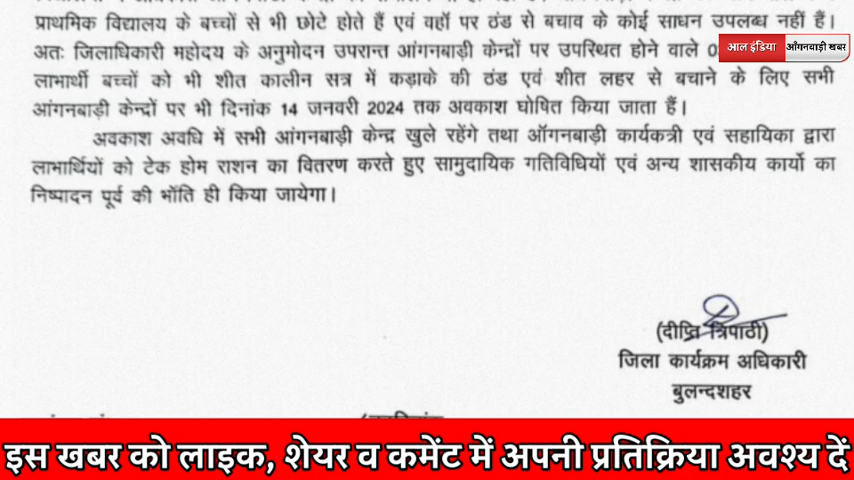 प्राथमिक विद्यालय के बच्चों से भी छोटे होते हैं एवं वहाॅ पर ठंड से बचाव के कोई साधन उपलब्ध नहीं हैं।
अतः जिलाधिकारी महोदय के अनुमोदन उपरान्त आंगनबाड़ी केन्द्रों पर उपस्थित होने वाले
आल इंडिया आँगनवाड़ी खबर
लाभार्थी बच्चों को भी शीत कालीन सत्र में कड़ाके की ठंड एवं शीत लहर से बचाने के लिए सभी
आंगनबाड़ी केन्द्रों पर भी दिनांक 14 जनवरी 2024 तक अवकाश घोषित किया जाता हैं।
अवकाश अवधि में सभी आंगनबाड़ी केन्द्र खुले रहेंगे तथा ऑगनबाड़ी कार्यकत्री एवं सहायिका द्वारा
लाभार्थियों को टेक होम राशन का वितरण करते हुए सामुदायिक गतिविधियों एवं अन्य शासकीय कार्यो का
निष्पादन पूर्व की भॉति ही किया जायेगा।
(दीप्ति त्रिपाठी)
जिला कार्यक्रम अधिकारी
बुलन्दशहर
इस खबर को लाइक, शेयर व कमेंट में अपनी प्रतिक्रिया अवश्य दें